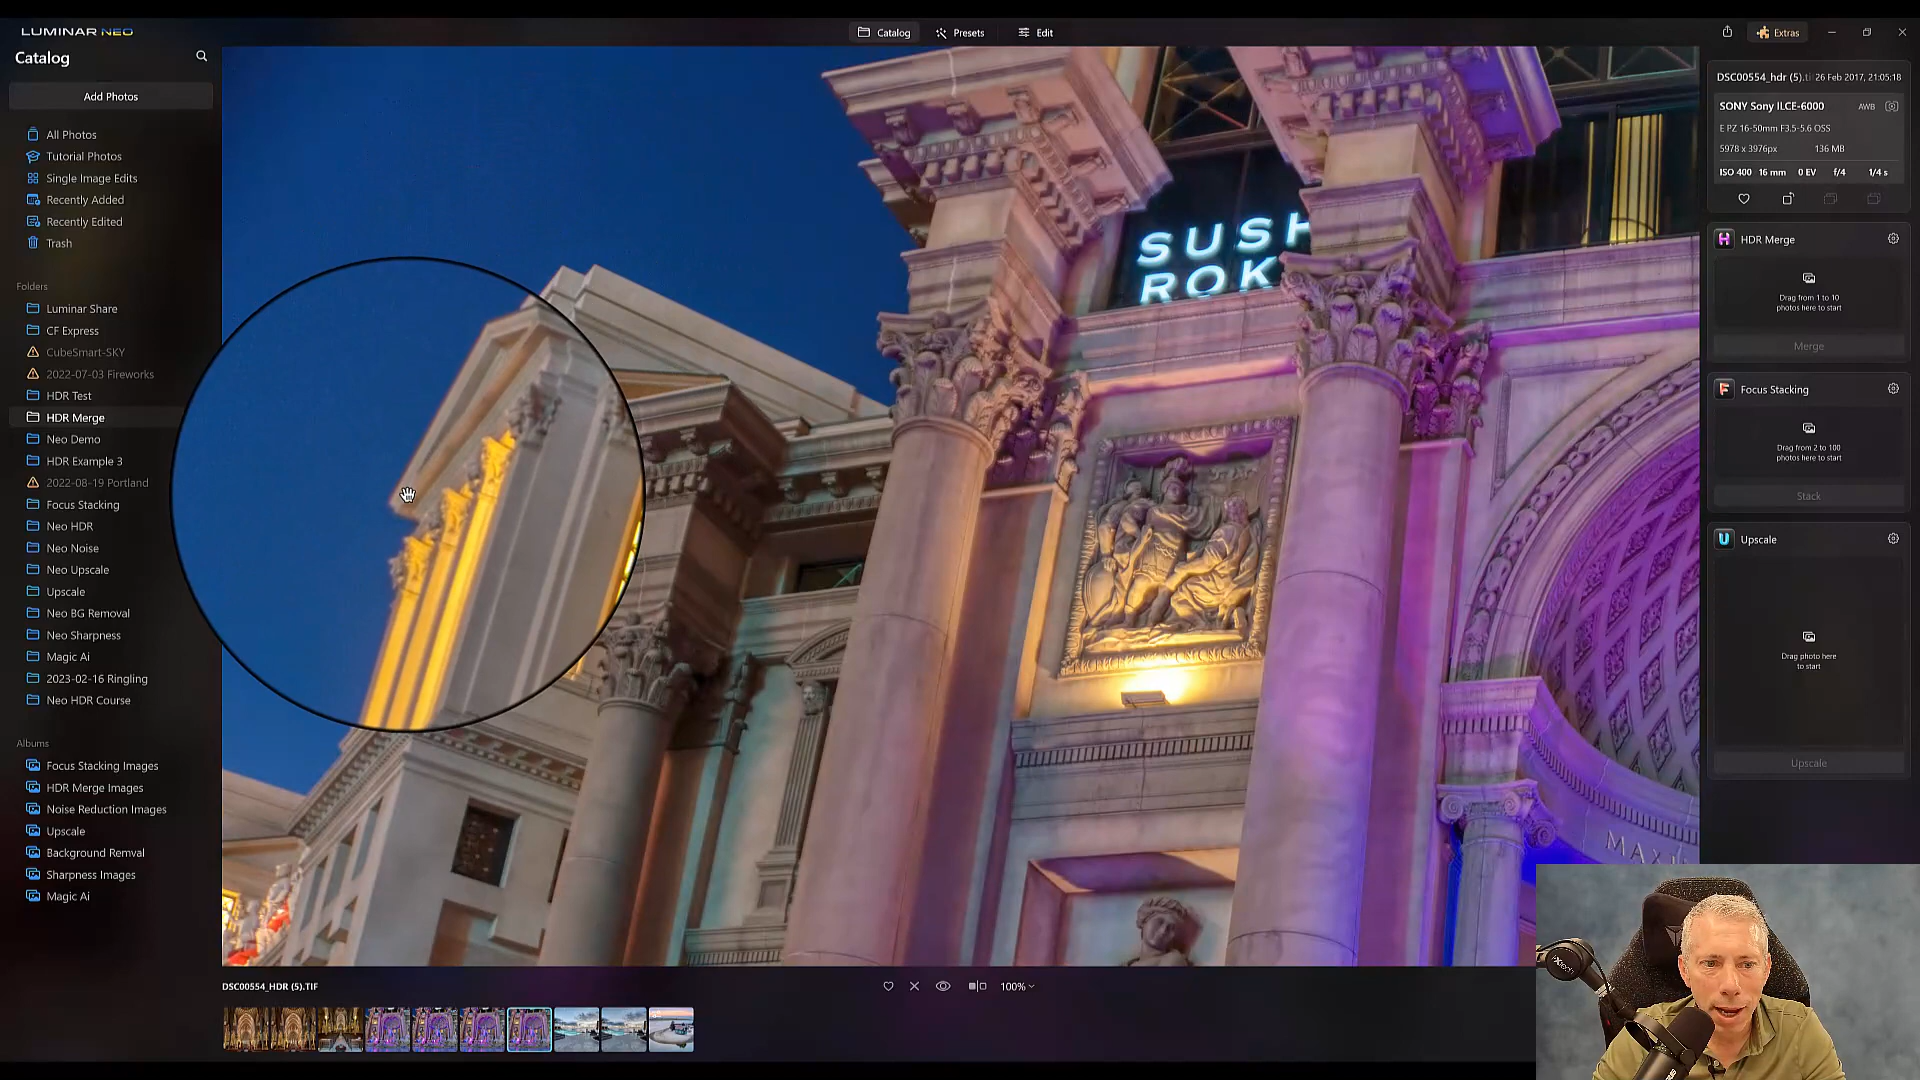 LUMINAR NEO
Catalog
Presets
Edit
Extras
Catalog
Add Photos
All Photos
Tutorial Photos
Single Image Edits
Recently Added
Recently Edited
Trash
Folders
Luminar Share
CF Express
CubeSmart-SKY
2022-07-03 Fireworks
HDR Test
HDR Merge
Neo Demo
HDR Example 3
2022-08-19 Portland
Focus Stacking
Neo HDR
Neo Noise
Neo Upscale
Upscale
Neo BG Removal
Neo Sharpness
Magic Ai
2023-02-16 Ringling
Neo HDR Course
Albums
Focus Stacking Images
HDR Merge Images
Noise Reduction Images
Upscale
Background Remval
Sharpness Images
Magic Ai
SUSH
ROK
MAXI
DSC00554_HDR (5).TIF
100%
DSC00554_hdr (5).ti 26 Feb 2017, 21:05:18
SONY Sony ILCE-6000 AWB
E PZ 16-50mm F3.5-5.6 OSS
5978 x 3976px 136 MB
ISO 400 16 mm 0 EV f/4 1/4 s
HDR Merge
Drag from 1 to 10
photos here to start
Merge
Focus Stacking
Drag from 2 to 100
photos here to start
Stack
Upscale
Drag photo here
to start
Upscale